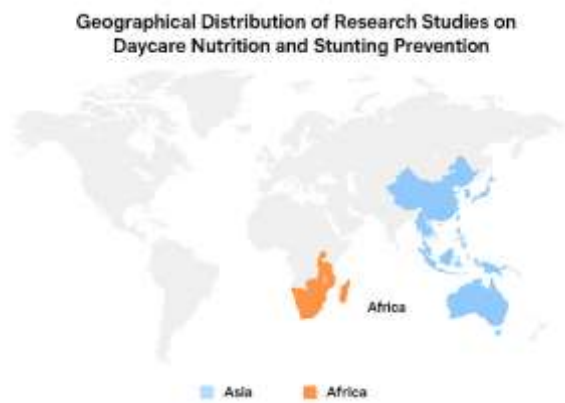 Geographical Distribution of Research Studies on
Daycare Nutrition and Stunting Prevention
Africa
Asia
Africa